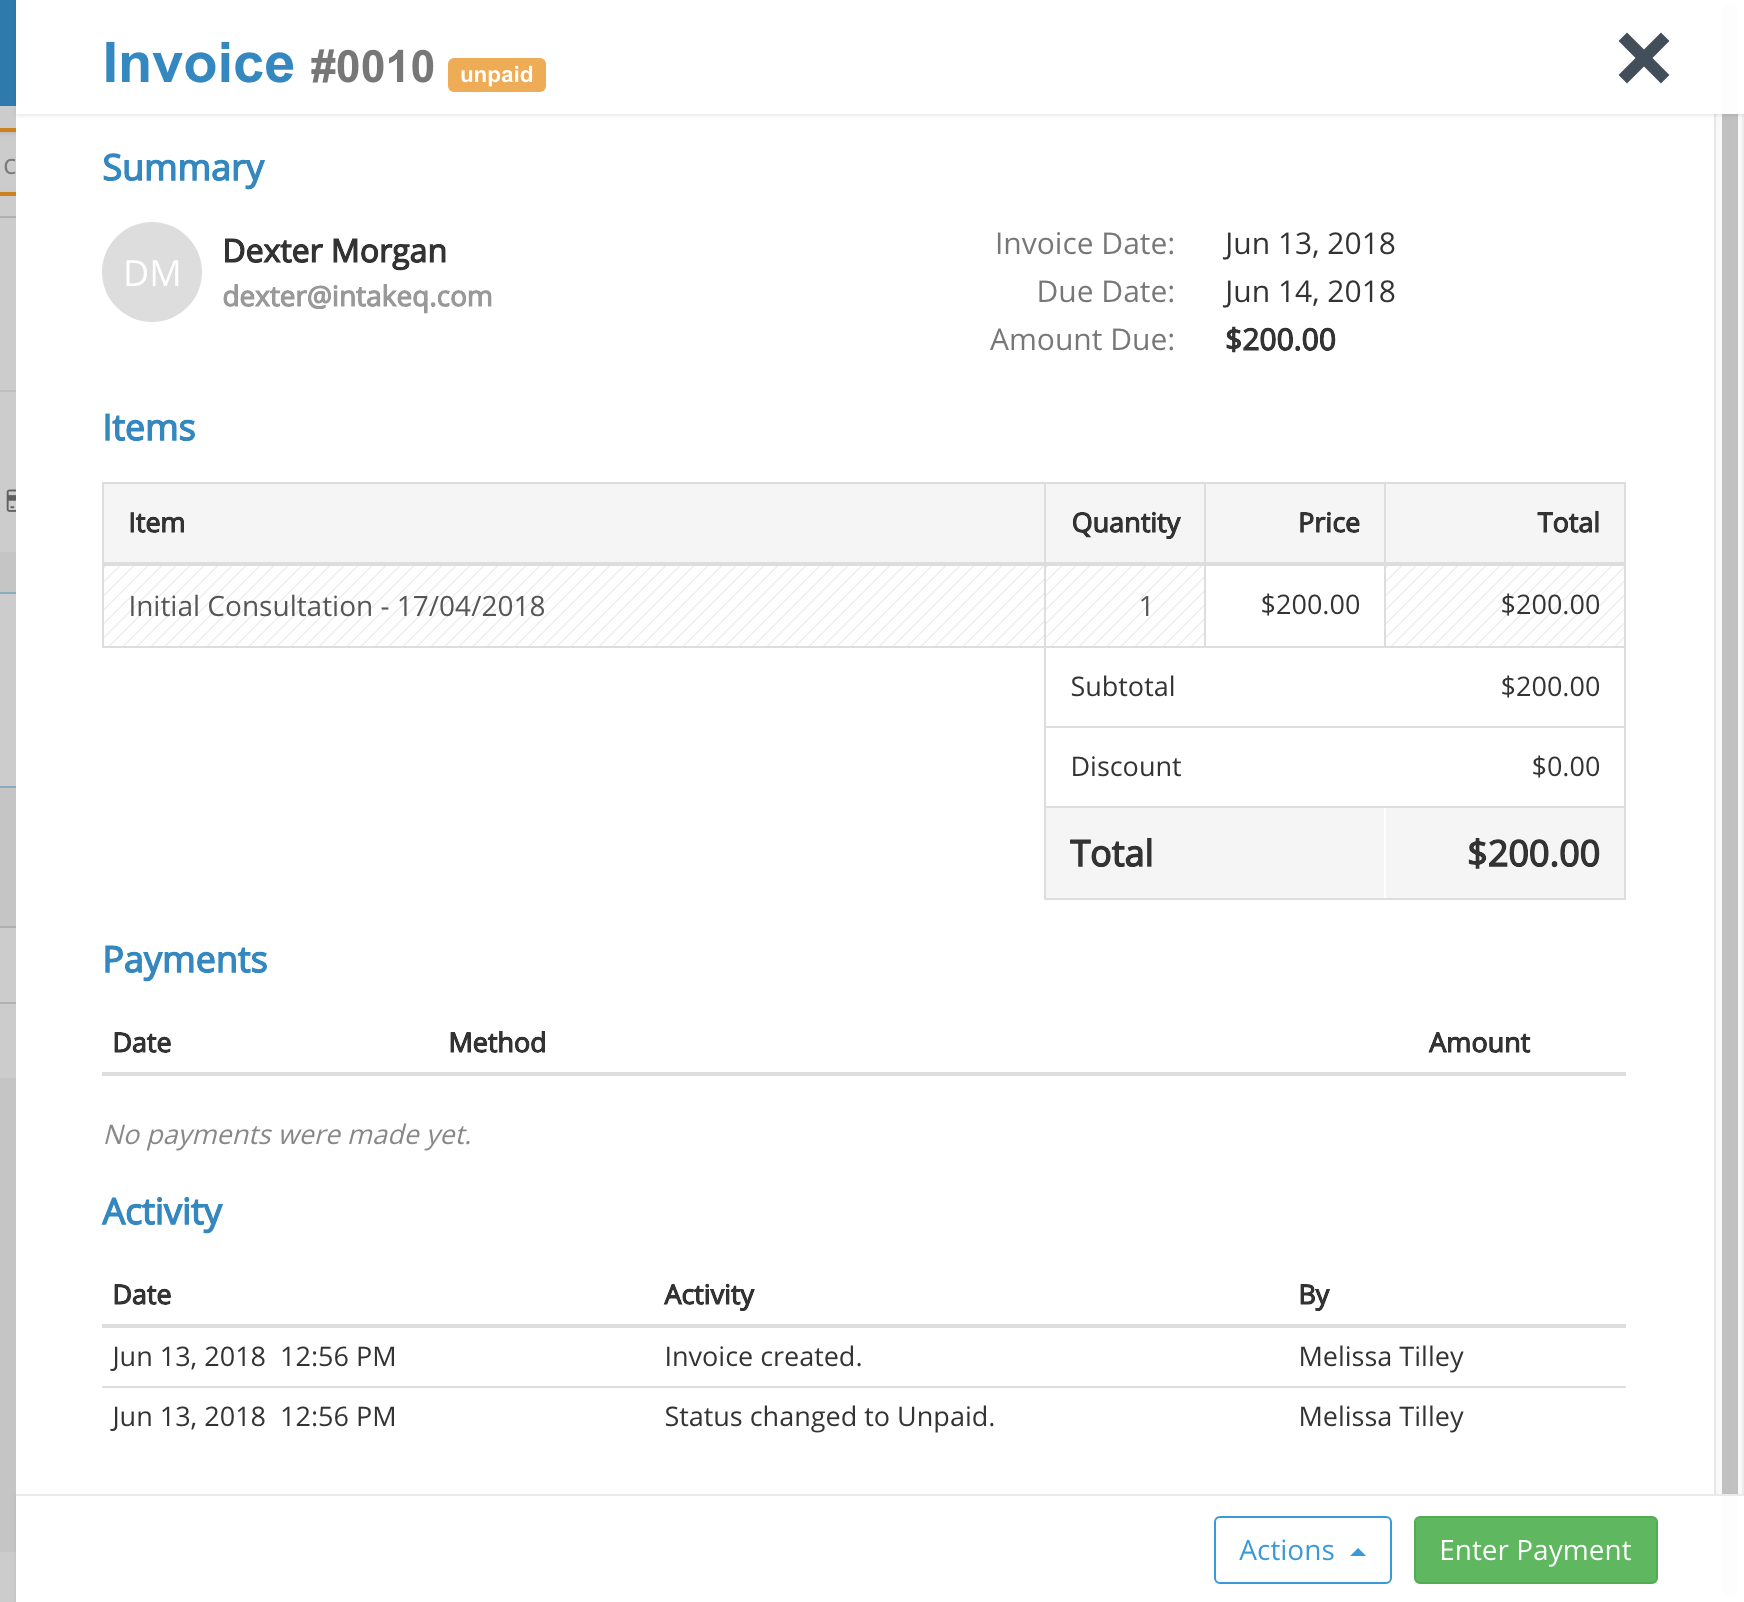 Invoice #0010 unpaid
Summary
DM
Dexter Morgan
dexter@intakeq.com
Invoice Date: Jun 13, 2018
Due Date: Jun 14, 2018
Amount Due: $200.00
Items
Item Quantity Price Total
Initial Consultation - 17/04/2018 1 $200.00 $200.00
Subtotal $200.00
Discount $0.00
Total $200.00
Payments
Date Method Amount
No payments were made yet.
Activity
Date Activity By
Jun 13, 2018 12:56 PM Invoice created. Melissa Tilley
Jun 13, 2018 12:56 PM Status changed to Unpaid. Melissa Tilley
Actions Enter Payment